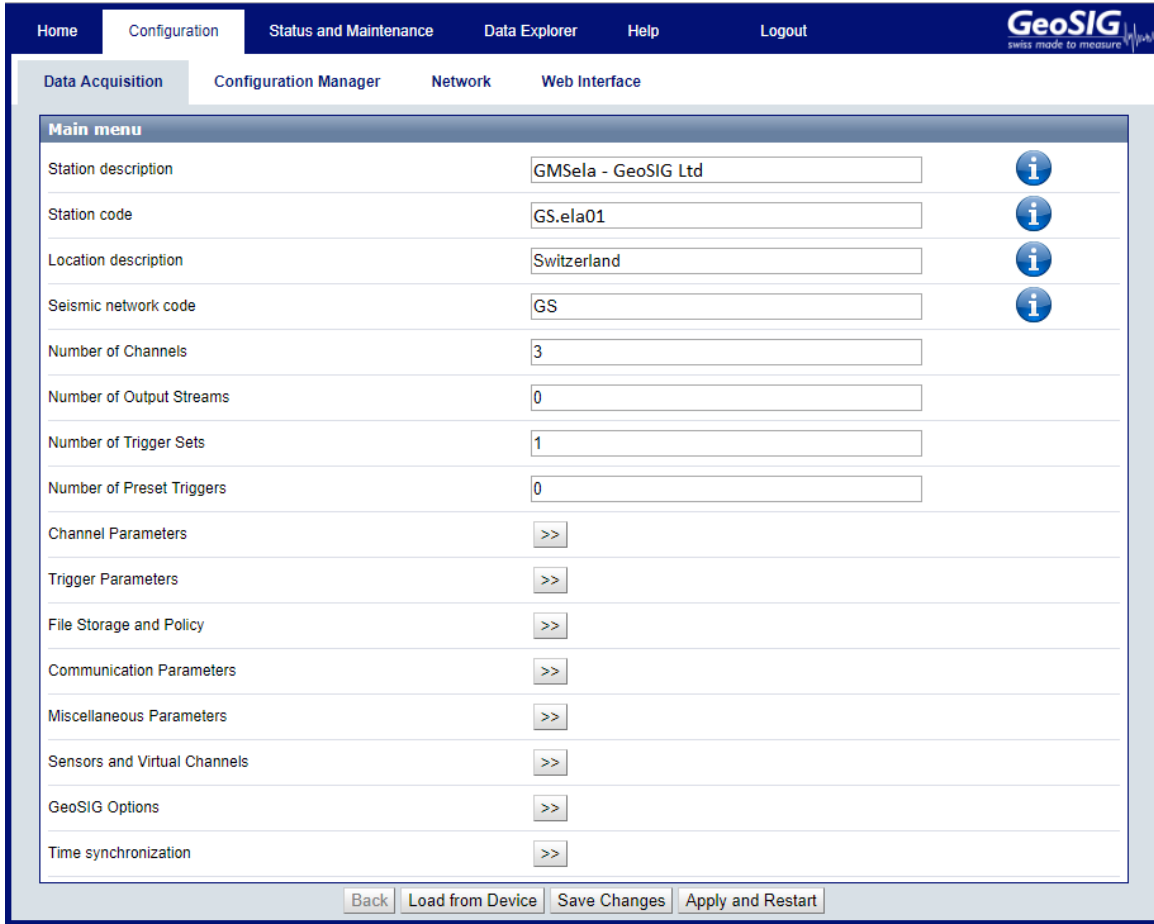 Home Configuration Status and Maintenance Data Explorer Help Logout
GeoSIG
swiss made to measure
Data Acquisition Configuration Manager Network Web Interface
Main menu
Station description GMSela - GeoSIG Ltd i
Station code GS.ela01 i
Location description Switzerland i
Seismic network code GS i
Number of Channels 3
Number of Output Streams 0
Number of Trigger Sets 1
Number of Preset Triggers 0
Channel Parameters >>
Trigger Parameters >>
File Storage and Policy >>
Communication Parameters >>
Miscellaneous Parameters >>
Sensors and Virtual Channels >>
GeoSIG Options >>
Time synchronization >>
Back Load from Device Save Changes Apply and Restart